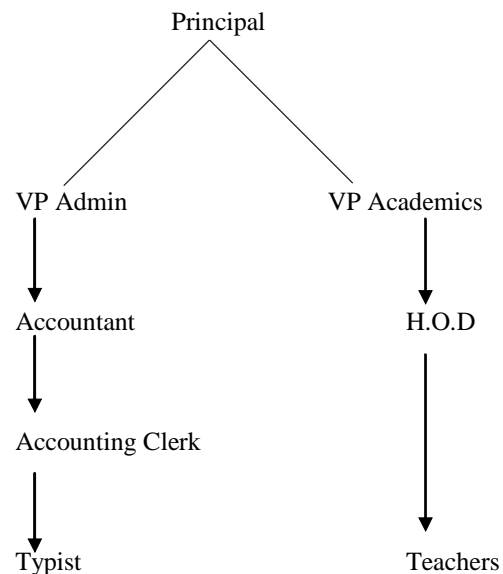 Principal
VP Admin
VP Academics
Accountant
H.O.D
Accounting Clerk
Typist
Teachers